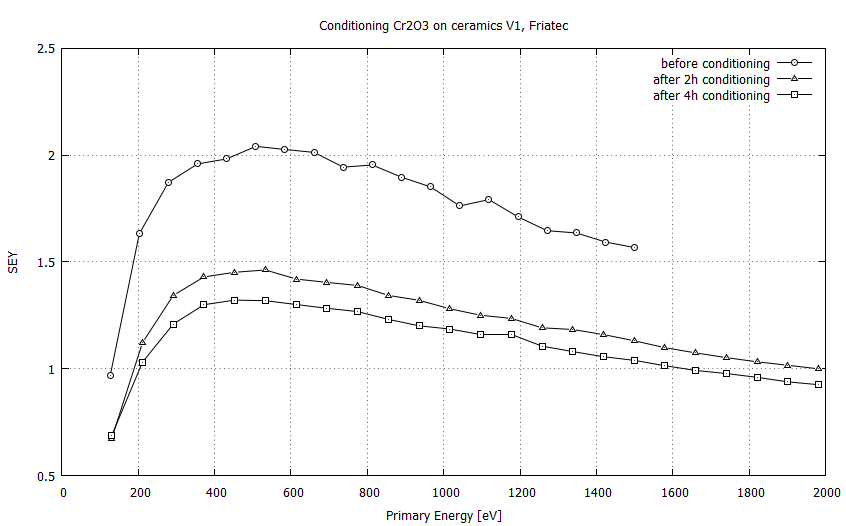 Conditioning Cr2O3 on ceramics V1, Friatec
2.5
before conditioning
after 2h conditioning
after 4h conditioning
2
SEY
1.5
1
0.5
0 200 400 600 800 1000 1200 1400 1600 1800 2000
Primary Energy [eV]